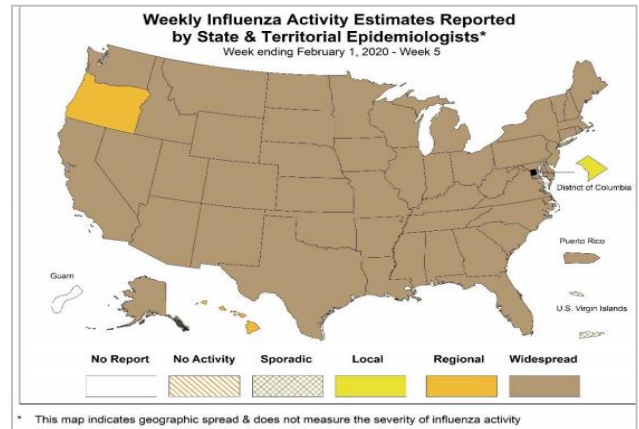 Weekly Influenza Activity Estimates Reported
by State & Territorial Epidemiologists*
Week ending February 1, 2020 - Week 5
District of Columbia
Puerto Rico
Guam
U.S. Virgin Islands
No Report No Activity Sporadic Local Regional Widespread
* This map indicates geographic spread & does not measure the severity of influenza activity